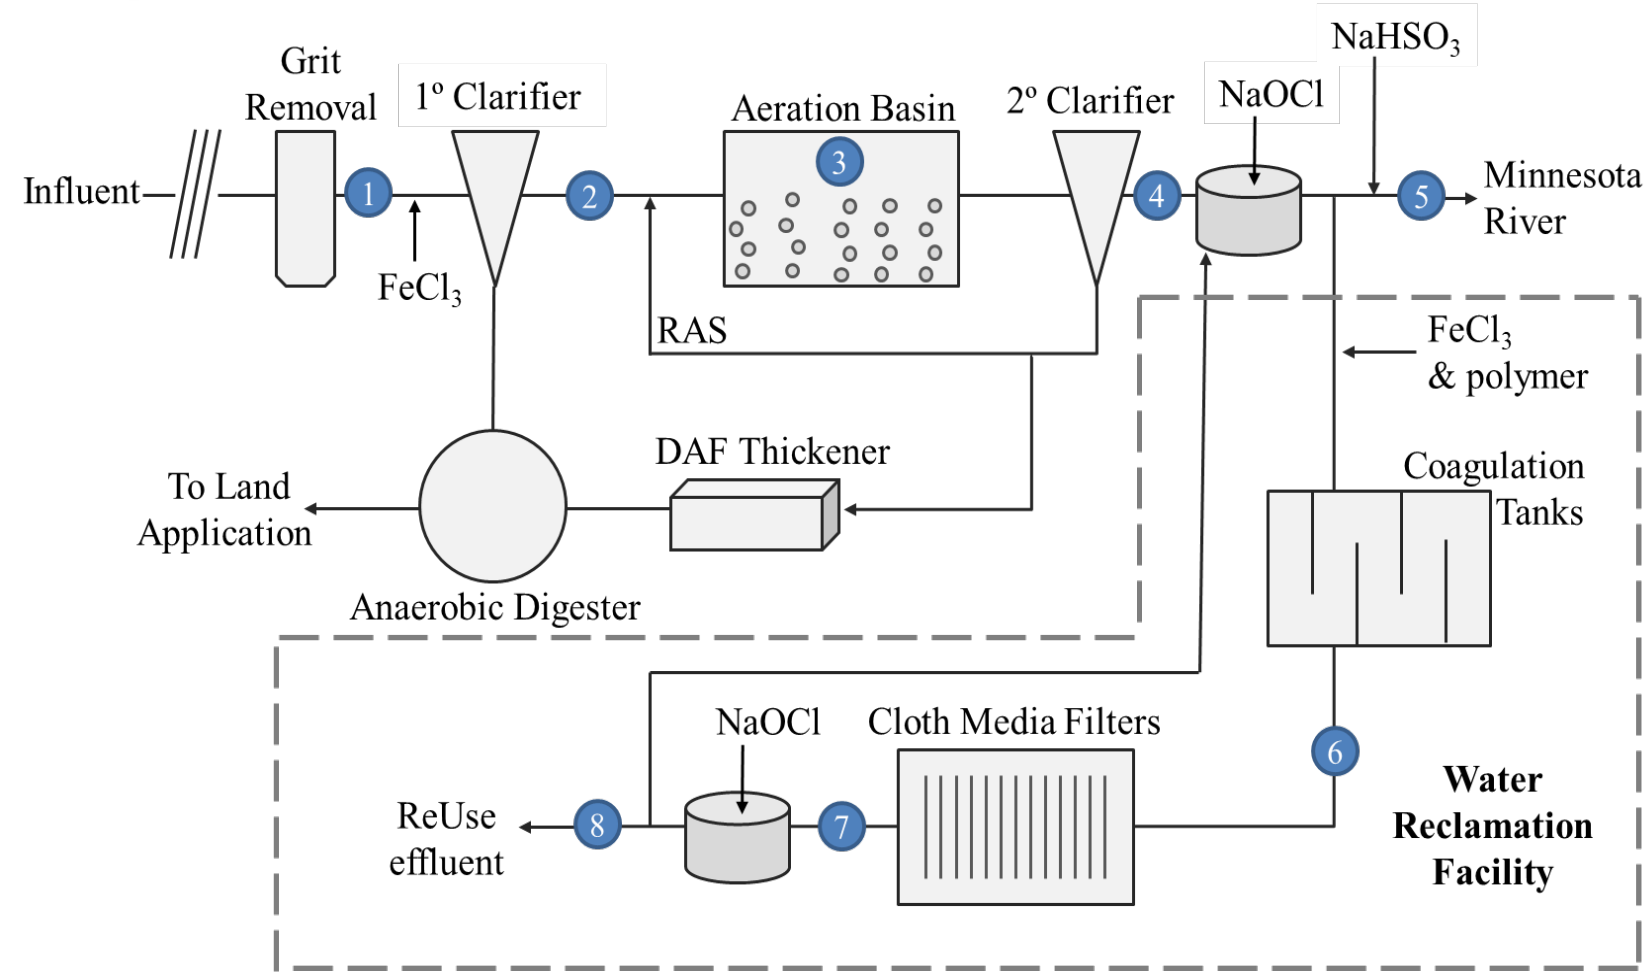 Grit
Removal
1º Clarifier
Aeration Basin
2º Clarifier
NaOCl
NaHSO₃
Influent
1
2
3
4
5
Minnesota
River
FeCl₃
RAS
FeCl₃
& polymer
DAF Thickener
To Land
Application
Anaerobic Digester
Coagulation
Tanks
NaOCl
Cloth Media Filters
6
ReUse
effluent
8
7
Water
Reclamation
Facility